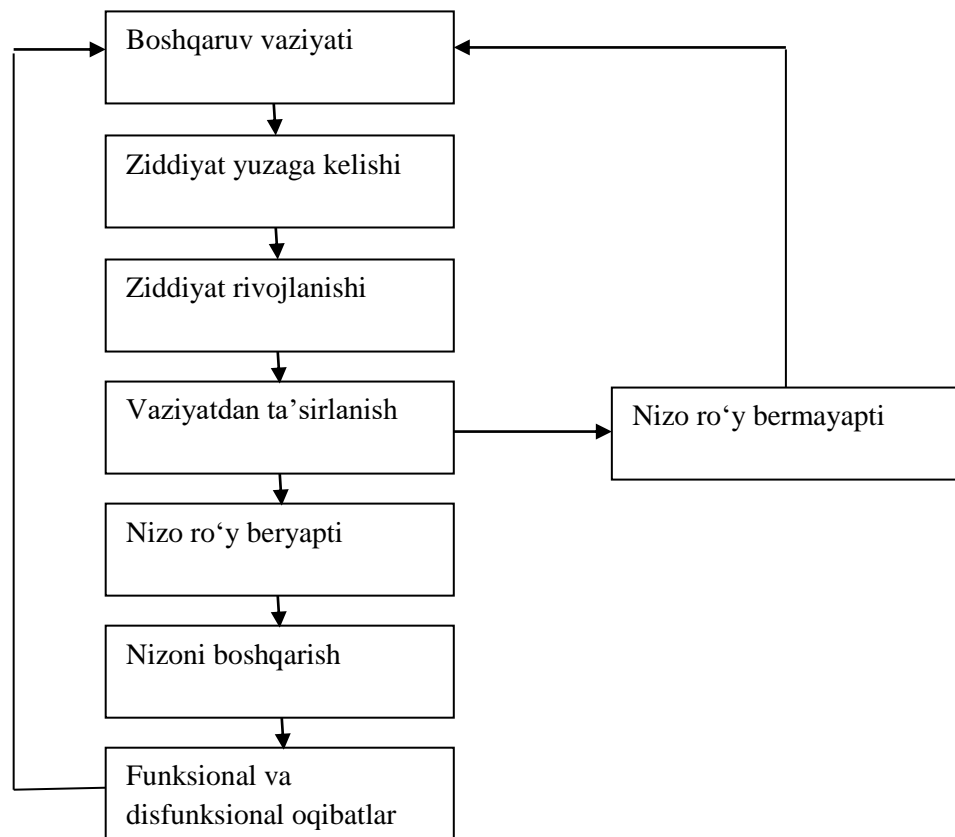 Boshqaruv vaziyati
Ziddiyat yuzaga kelishi
Ziddiyat rivojlanishi
Vaziyatdan ta’sirlanish
Nizo ro‘y bermayapti
Nizo ro‘y beryapti
Nizoni boshqarish
Funksional va
disfunksional oqibatlar